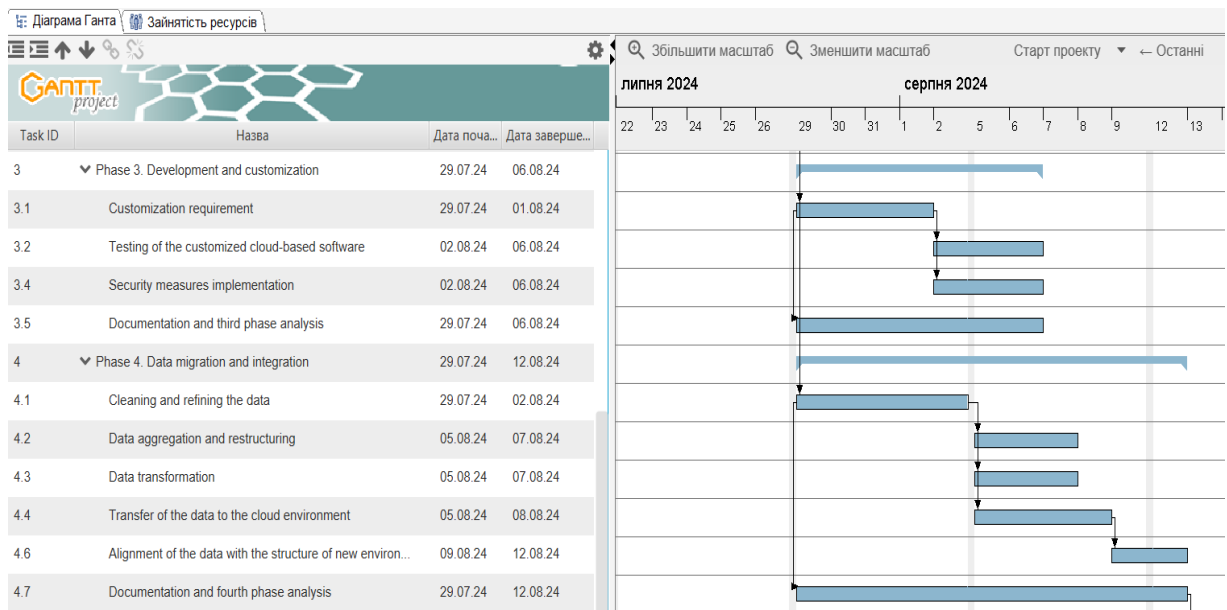 Діаграма Ганта Зайнятість ресурсів
Збільшити масштаб Зменшити масштаб Старт проекту ← Останні
GANTT project
липня 2024 серпня 2024
22 23 24 25 26 29 30 31 1 2 5 6 7 8 9 12 13
Task ID Назва Дата поча... Дата заверше...
3 Phase 3. Development and customization 29.07.24 06.08.24
3.1 Customization requirement 29.07.24 01.08.24
3.2 Testing of the customized cloud-based software 02.08.24 06.08.24
3.4 Security measures implementation 02.08.24 06.08.24
3.5 Documentation and third phase analysis 29.07.24 06.08.24
4 Phase 4. Data migration and integration 29.07.24 12.08.24
4.1 Cleaning and refining the data 29.07.24 02.08.24
4.2 Data aggregation and restructuring 05.08.24 07.08.24
4.3 Data transformation 05.08.24 07.08.24
4.4 Transfer of the data to the cloud environment 05.08.24 08.08.24
4.6 Alignment of the data with the structure of new environ... 09.08.24 12.08.24
4.7 Documentation and fourth phase analysis 29.07.24 12.08.24